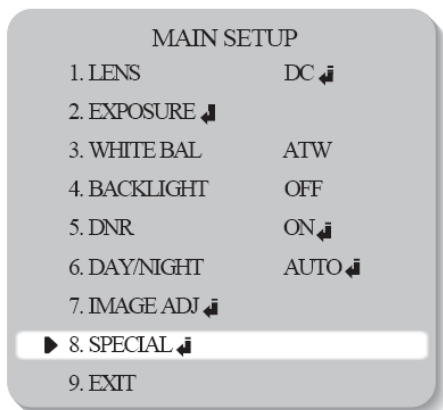 MAIN SETUP
1. LENS DC
2. EXPOSURE
3. WHITE BAL ATW
4. BACKLIGHT OFF
5. DNR ON
6. DAY/NIGHT AUTO
7. IMAGE ADJ
8. SPECIAL
9. EXIT